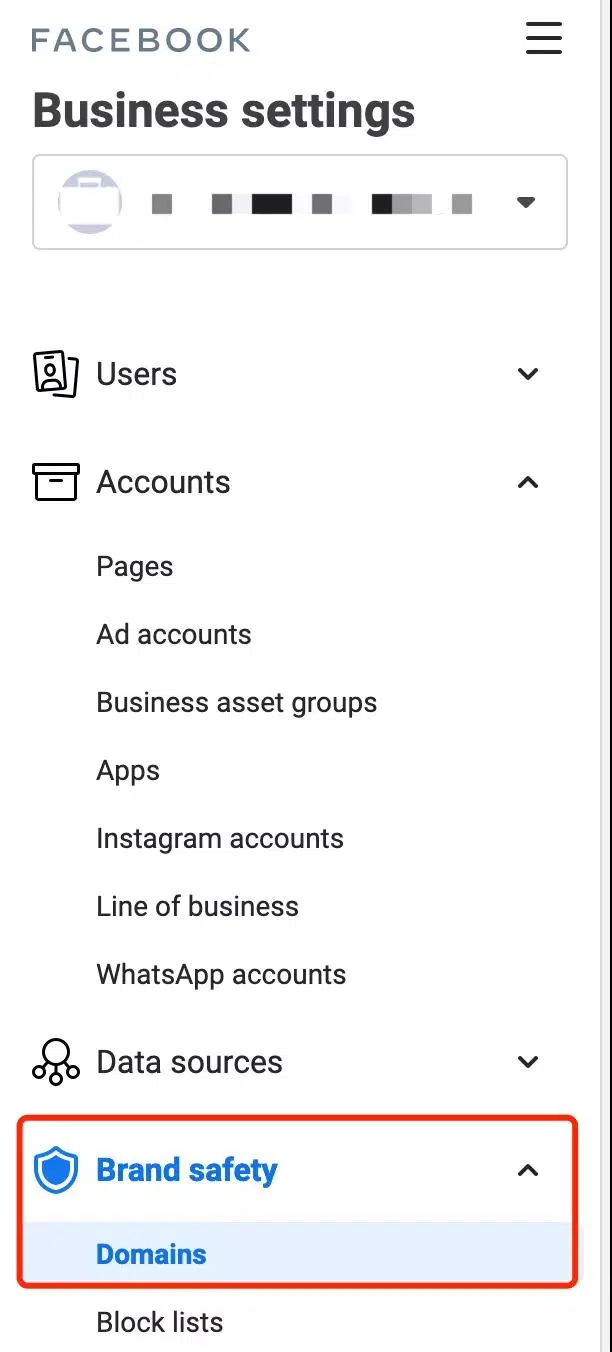 FACEBOOK
Business settings
Users
Accounts
Pages
Ad accounts
Business asset groups
Apps
Instagram accounts
Line of business
WhatsApp accounts
Data sources
Brand safety
Domains
Block lists